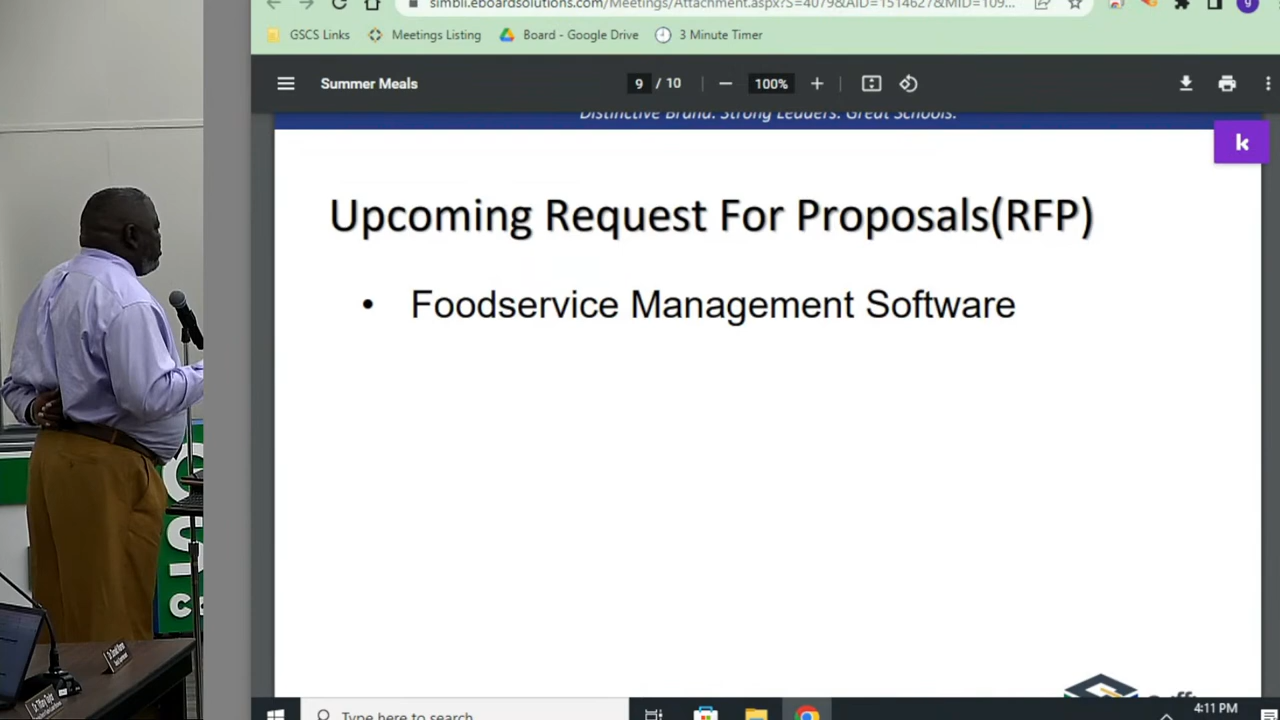 simbli.eboardsolutions.com/Meetings/Attachment.aspx?S=4079&AID=1514627&MID=109...
GSCS Links
Meetings Listing
Board - Google Drive
3 Minute Timer
Summer Meals
9 / 10
100%
Distinctive Brand. Strong Leaders. Great Schools.
k
Upcoming Request For Proposals(RFP)
• Foodservice Management Software
Type here to search
4:11 PM